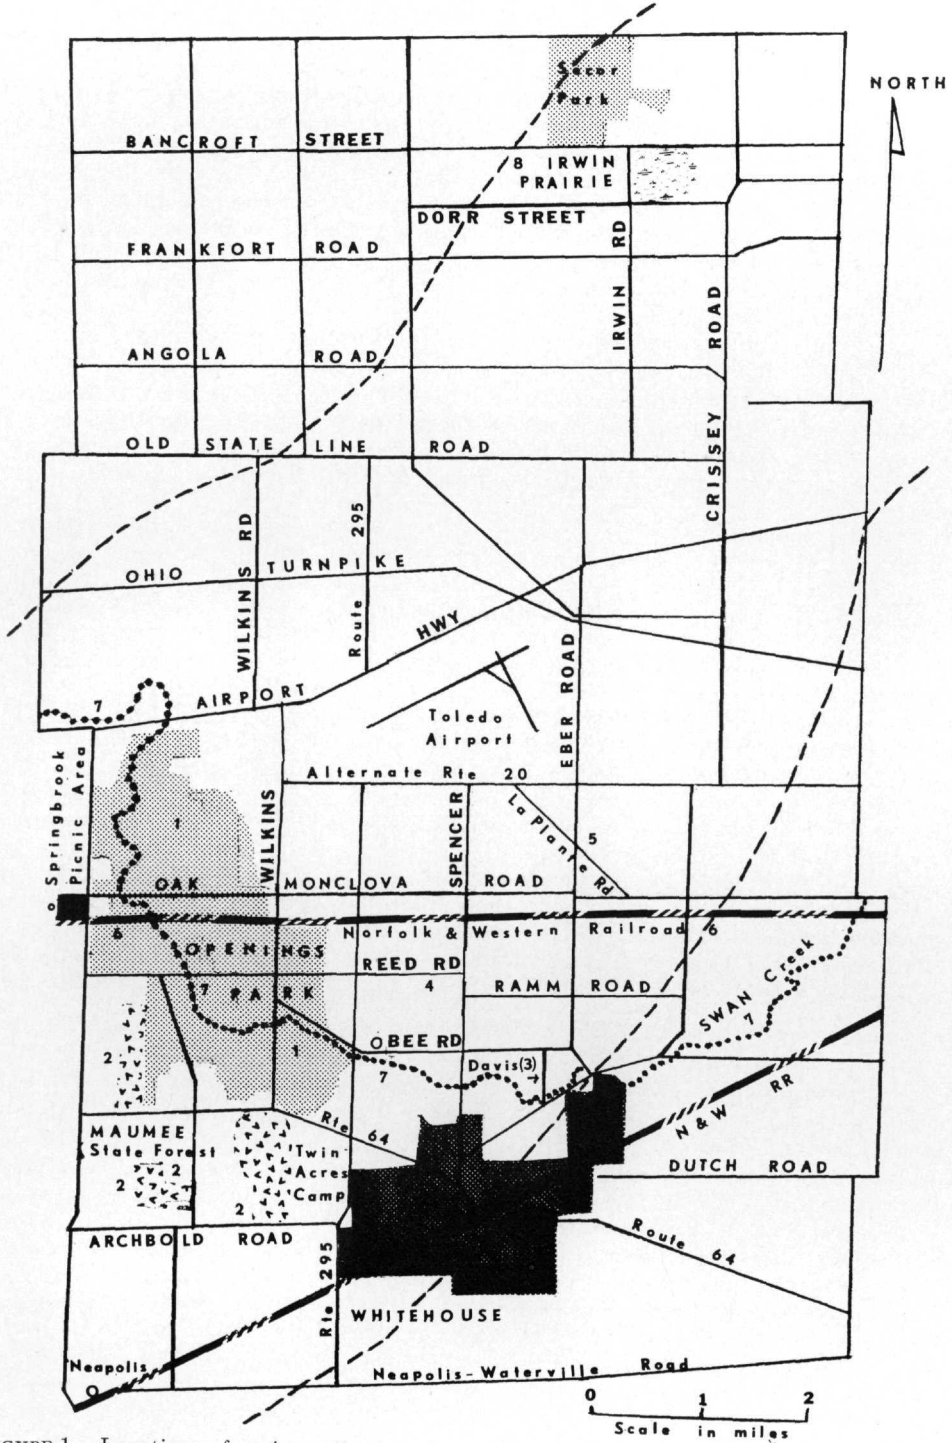 Secor
Park
NORTH
BANCROFT STREET
8 IRWIN
PRAIRIE
DORR STREET
FRANKFORT ROAD
IRWIN RD
CRISSEY ROAD
ANGOLA ROAD
OLD STATE LINE ROAD
WILKINS RD
Route 295
OHIO TURNPIKE
HWY
AIRPORT
7
EBER ROAD
Toledo
Airport
Alternate Rte 20
Springbrook
Picnic Area
1
WILKINS
SPENCER
La Plante Rd
5
OAK
MONCLOVA ROAD
6
Norfolk & Western Railroad
6
OPENINGS
REED RD
SWAN Creek
7
PARK
4
RAMM ROAD
7
1
OBEE RD
2
7
Davis(3)
N&W RR
Rte 64
MAUMEE
State Forest
2
2
Twin
Acres
Camp
2
DUTCH ROAD
ARCHBOLD ROAD
Rte 295
Route 64
WHITEHOUSE
Neapolis
Neapolis-Waterville Road
0 1 2
Scale in miles